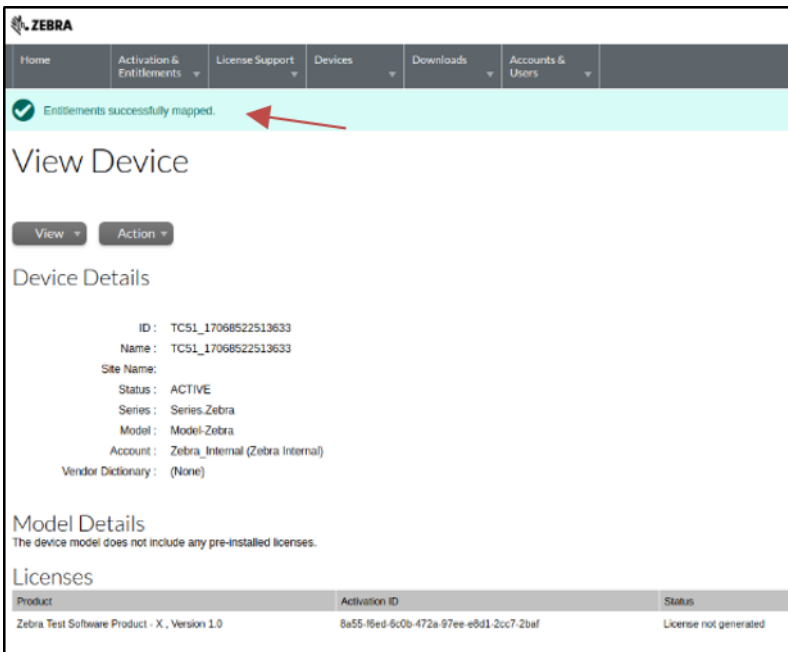 ZEBRA
Home Activation & Entitlements License Support Devices Downloads Accounts & Users
Entitlements successfully mapped.
View Device
View Action
Device Details
ID : TC51_17068522513633
Name : TC51_17068522513633
Site Name:
Status : ACTIVE
Series : Series.Zebra
Model : Model-Zebra
Account : Zebra_Internal (Zebra Internal)
Vendor Dictionary : (None)
Model Details
The device model does not include any pre-installed licenses.
Licenses
Product Activation ID Status
Zebra Test Software Product - X , Version 1.0 8a55-f6ed-6c0b-472a-97ee-e8d1-2cc7-2baf License not generated